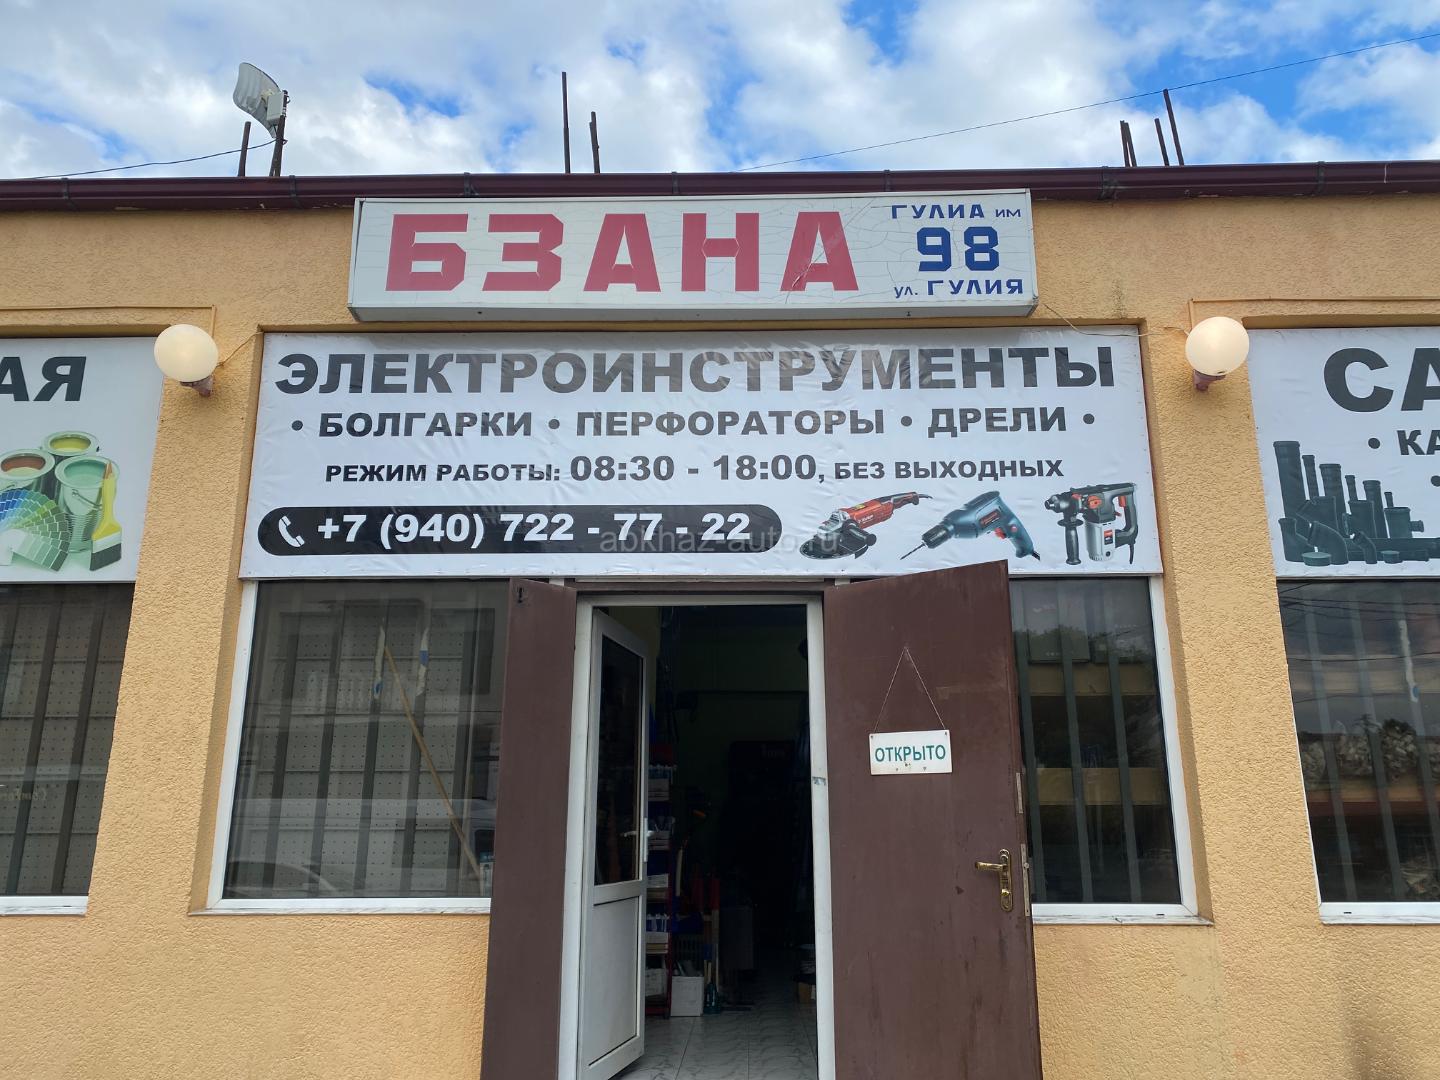 БЗАНА
ГУЛИА им
98
ул. ГУЛИЯ
АЯ
ЭЛЕКТРОИНСТРУМЕНТЫ
• БОЛГАРКИ • ПЕРФОРАТОРЫ • ДРЕЛИ •
РЕЖИМ РАБОТЫ: 08:30 - 18:00, БЕЗ ВЫХОДНЫХ
+7 (940) 722 - 77 - 22
abkhaz-auto.ru
СА
• КА
•
ОТКРЫТО